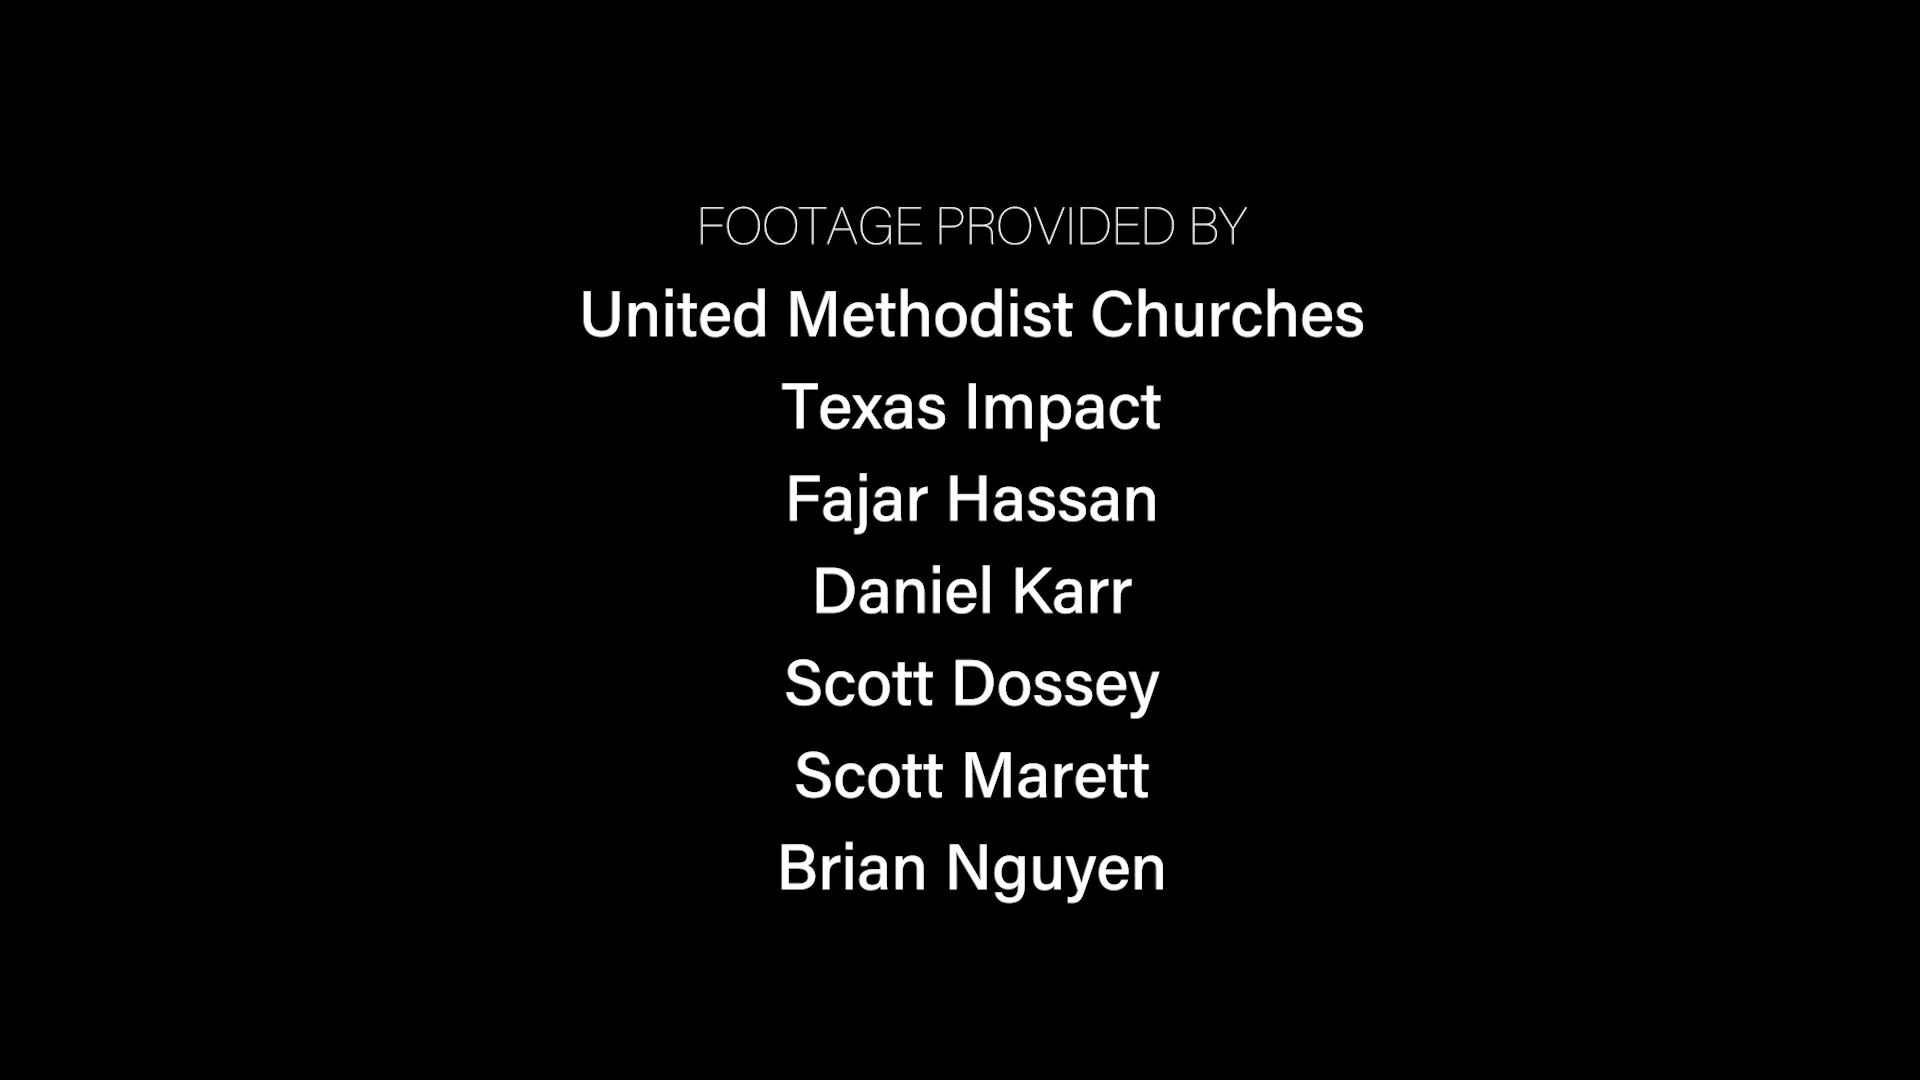 FOOTAGE PROVIDED BY
United Methodist Churches
Texas Impact
Fajar Hassan
Daniel Karr
Scott Dossey
Scott Marett
Brian Nguyen